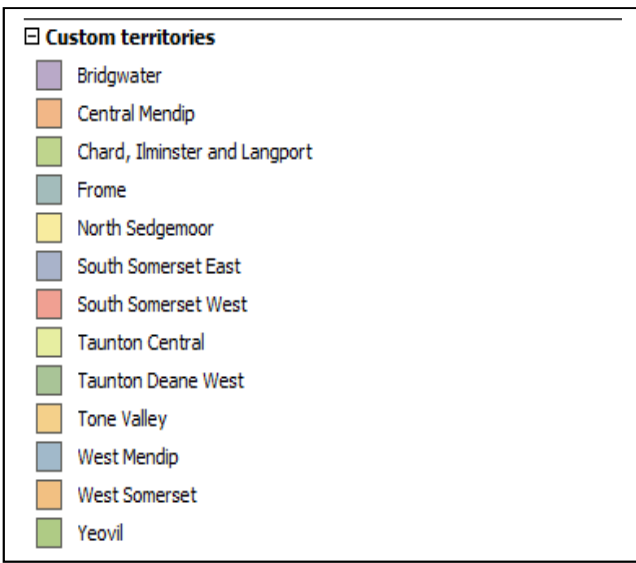 Custom territories
Bridgwater
Central Mendip
Chard, Ilminster and Langport
Frome
North Sedgemoor
South Somerset East
South Somerset West
Taunton Central
Taunton Deane West
Tone Valley
West Mendip
West Somerset
Yeovil